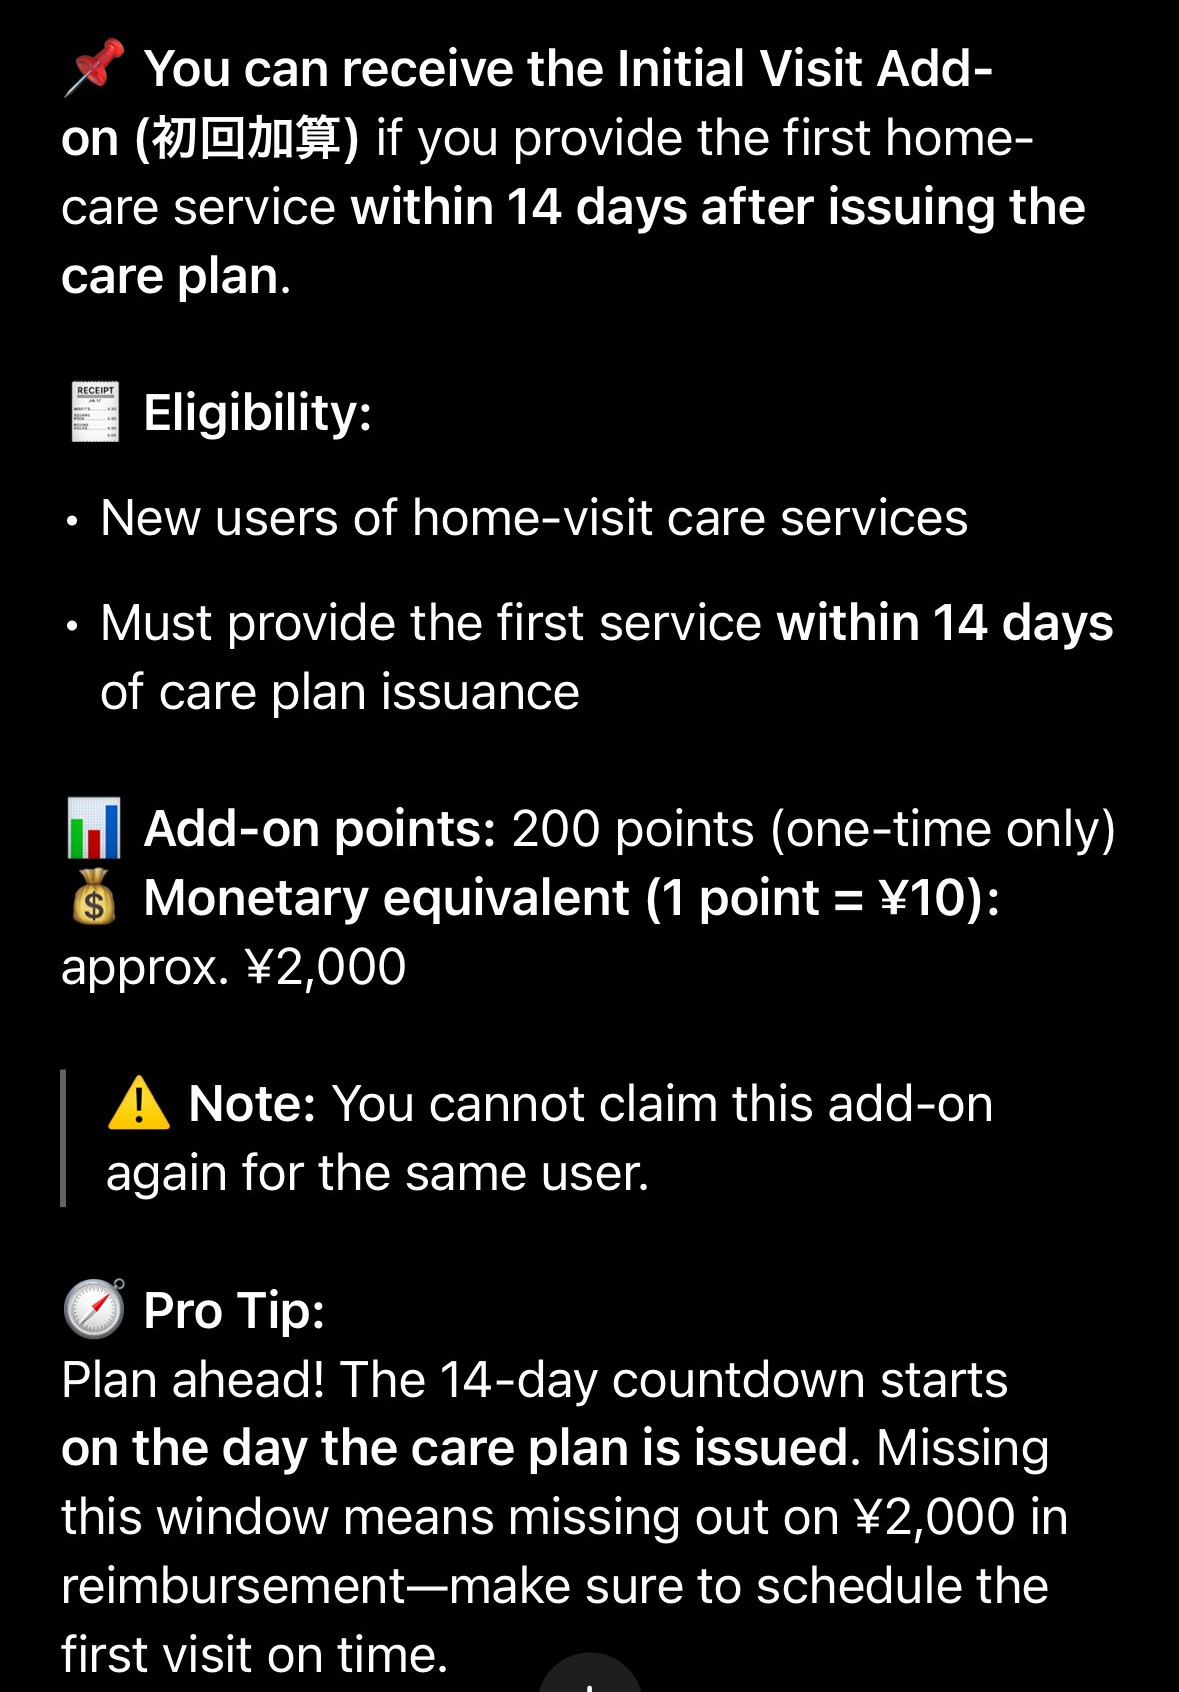 📌 You can receive the Initial Visit Add-
on (初回加算) if you provide the first home-
care service within 14 days after issuing the
care plan.
RECEIPT
🧾 Eligibility:
• New users of home-visit care services
• Must provide the first service within 14 days
of care plan issuance
📊 Add-on points: 200 points (one-time only)
💰 Monetary equivalent (1 point = ¥10):
approx. ¥2,000
⚠️ Note: You cannot claim this add-on
again for the same user.
🧭 Pro Tip:
Plan ahead! The 14-day countdown starts
on the day the care plan is issued. Missing
this window means missing out on ¥2,000 in
reimbursement—make sure to schedule the
first visit on time.